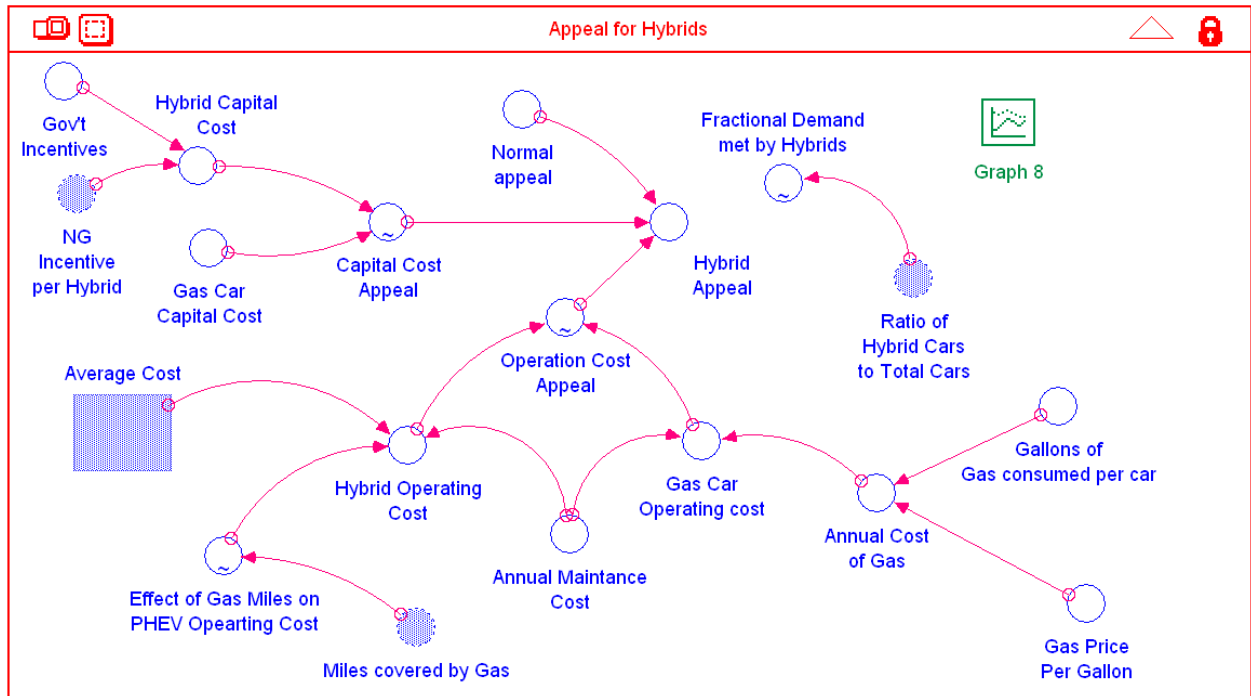 Appeal for Hybrids
Gov't
Incentives
Hybrid Capital
Cost
Normal
appeal
Fractional Demand
met by Hybrids
Graph 8
NG
Incentive
per Hybrid
Gas Car
Capital Cost
~
Capital Cost
Appeal
Hybrid
Appeal
~
Ratio of
Hybrid Cars
to Total Cars
~
Operation Cost
Appeal
Average Cost
Hybrid Operating
Cost
Gas Car
Operating cost
Gallons of
Gas consumed per car
Annual Cost
of Gas
~
Effect of Gas Miles on
PHEV Opearting Cost
Annual Maintance
Cost
Miles covered by Gas
Gas Price
Per Gallon